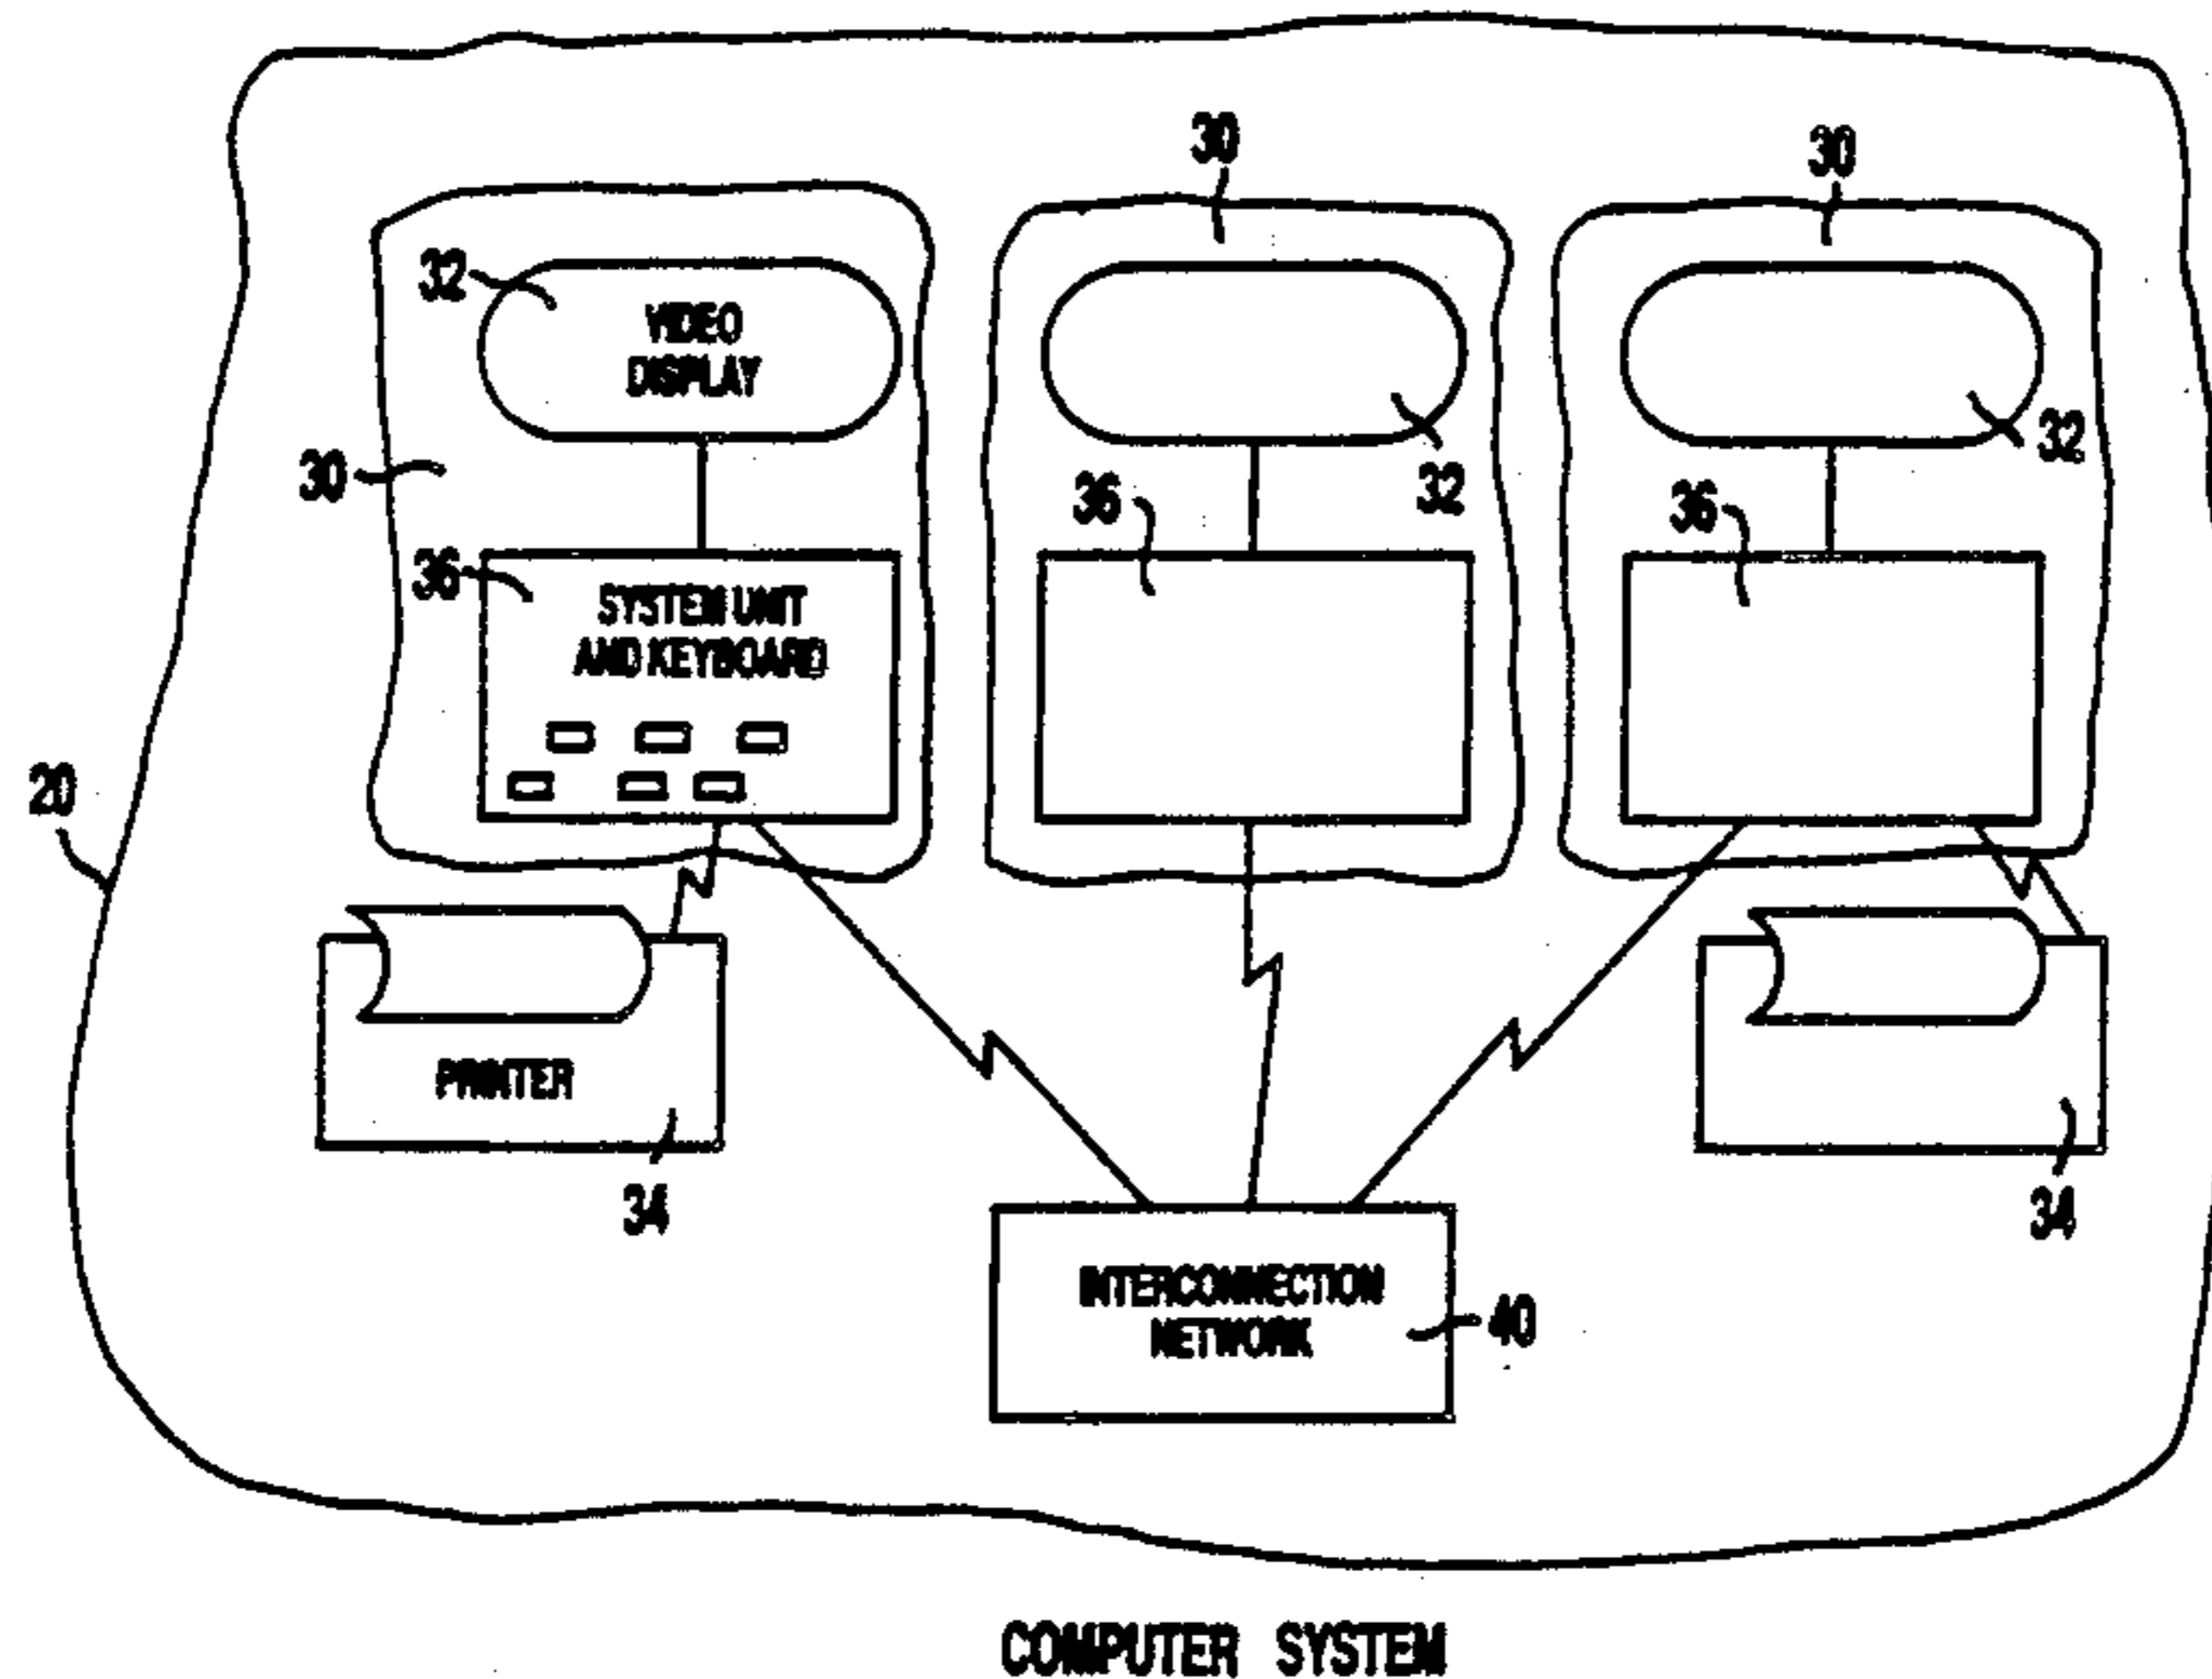 30
30
32
VIDEO
DISPLAY
32
32
30
36
36
36
SYSTEM UNIT
AND KEYBOARD
20
PRINTER
34
34
INTERCONNECTION
NETWORK
40
COMPUTER SYSTEM